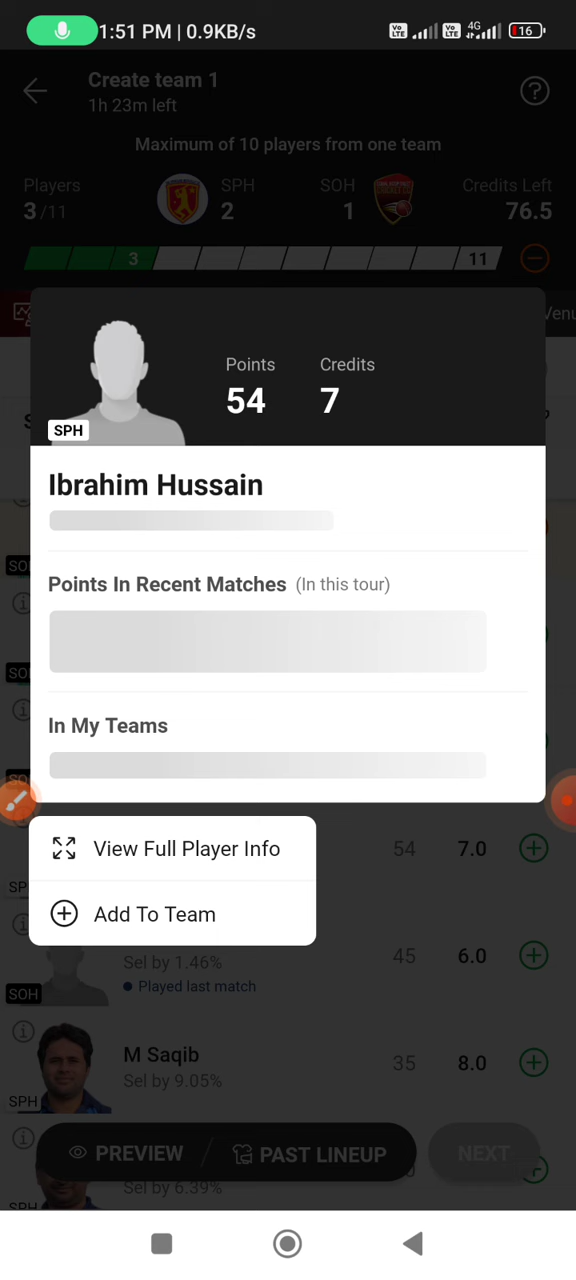 1:51 PM | 0.9KB/s
Vo LTE
Vo LTE
4G
16
Create team 1
1h 23m left
?
Maximum of 10 players from one team
Players
SPH
SOH
Credits Left
3/11
2
1
76.5
3
11
Points
Credits
54
7
SPH
Ibrahim Hussain
Points In Recent Matches (In this tour)
In My Teams
SOH
View Full Player Info
54
7.0
Add To Team
Sel by 1.46%
45
6.0
SOH
Played last match
M Saqib
35
8.0
Sel by 9.05%
SPH
PREVIEW
PAST LINEUP
NEXT
Sel by 6.39%
SPH